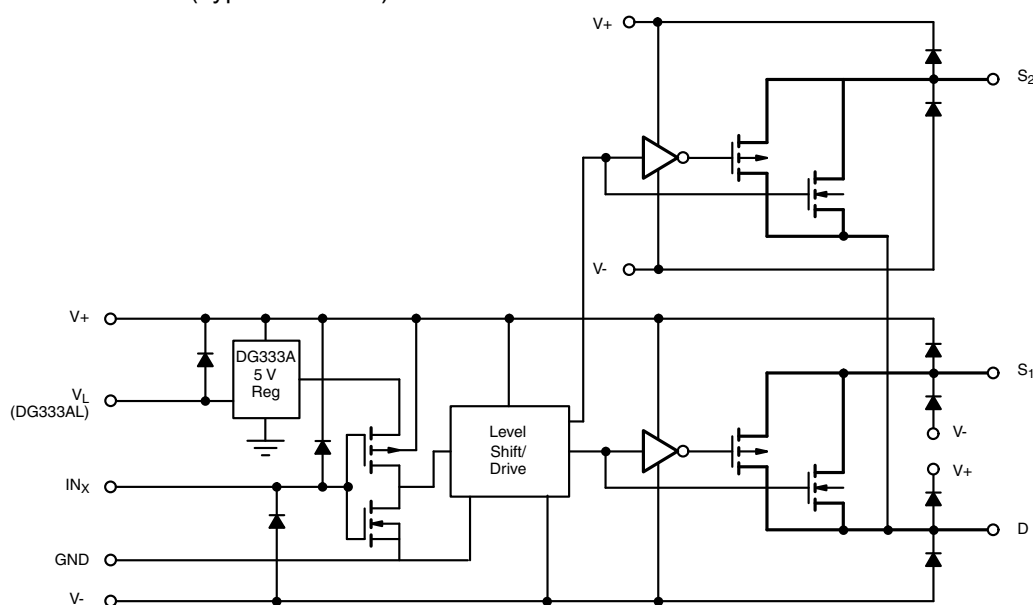 V+
S2
V-
V+
DG333A
5 V
Reg
S1
VL
(DG333AL)
Level
Shift/
Drive
V-
V+
INX
D
GND
V-